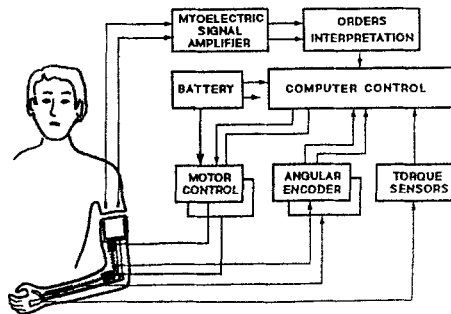 MYOELECTRIC
SIGNAL
AMPLIFIER
ORDERS
INTERPRETATION
BATTERY
COMPUTER CONTROL
MOTOR
CONTROL
ANGULAR
ENCODER
TORQUE
SENSORS